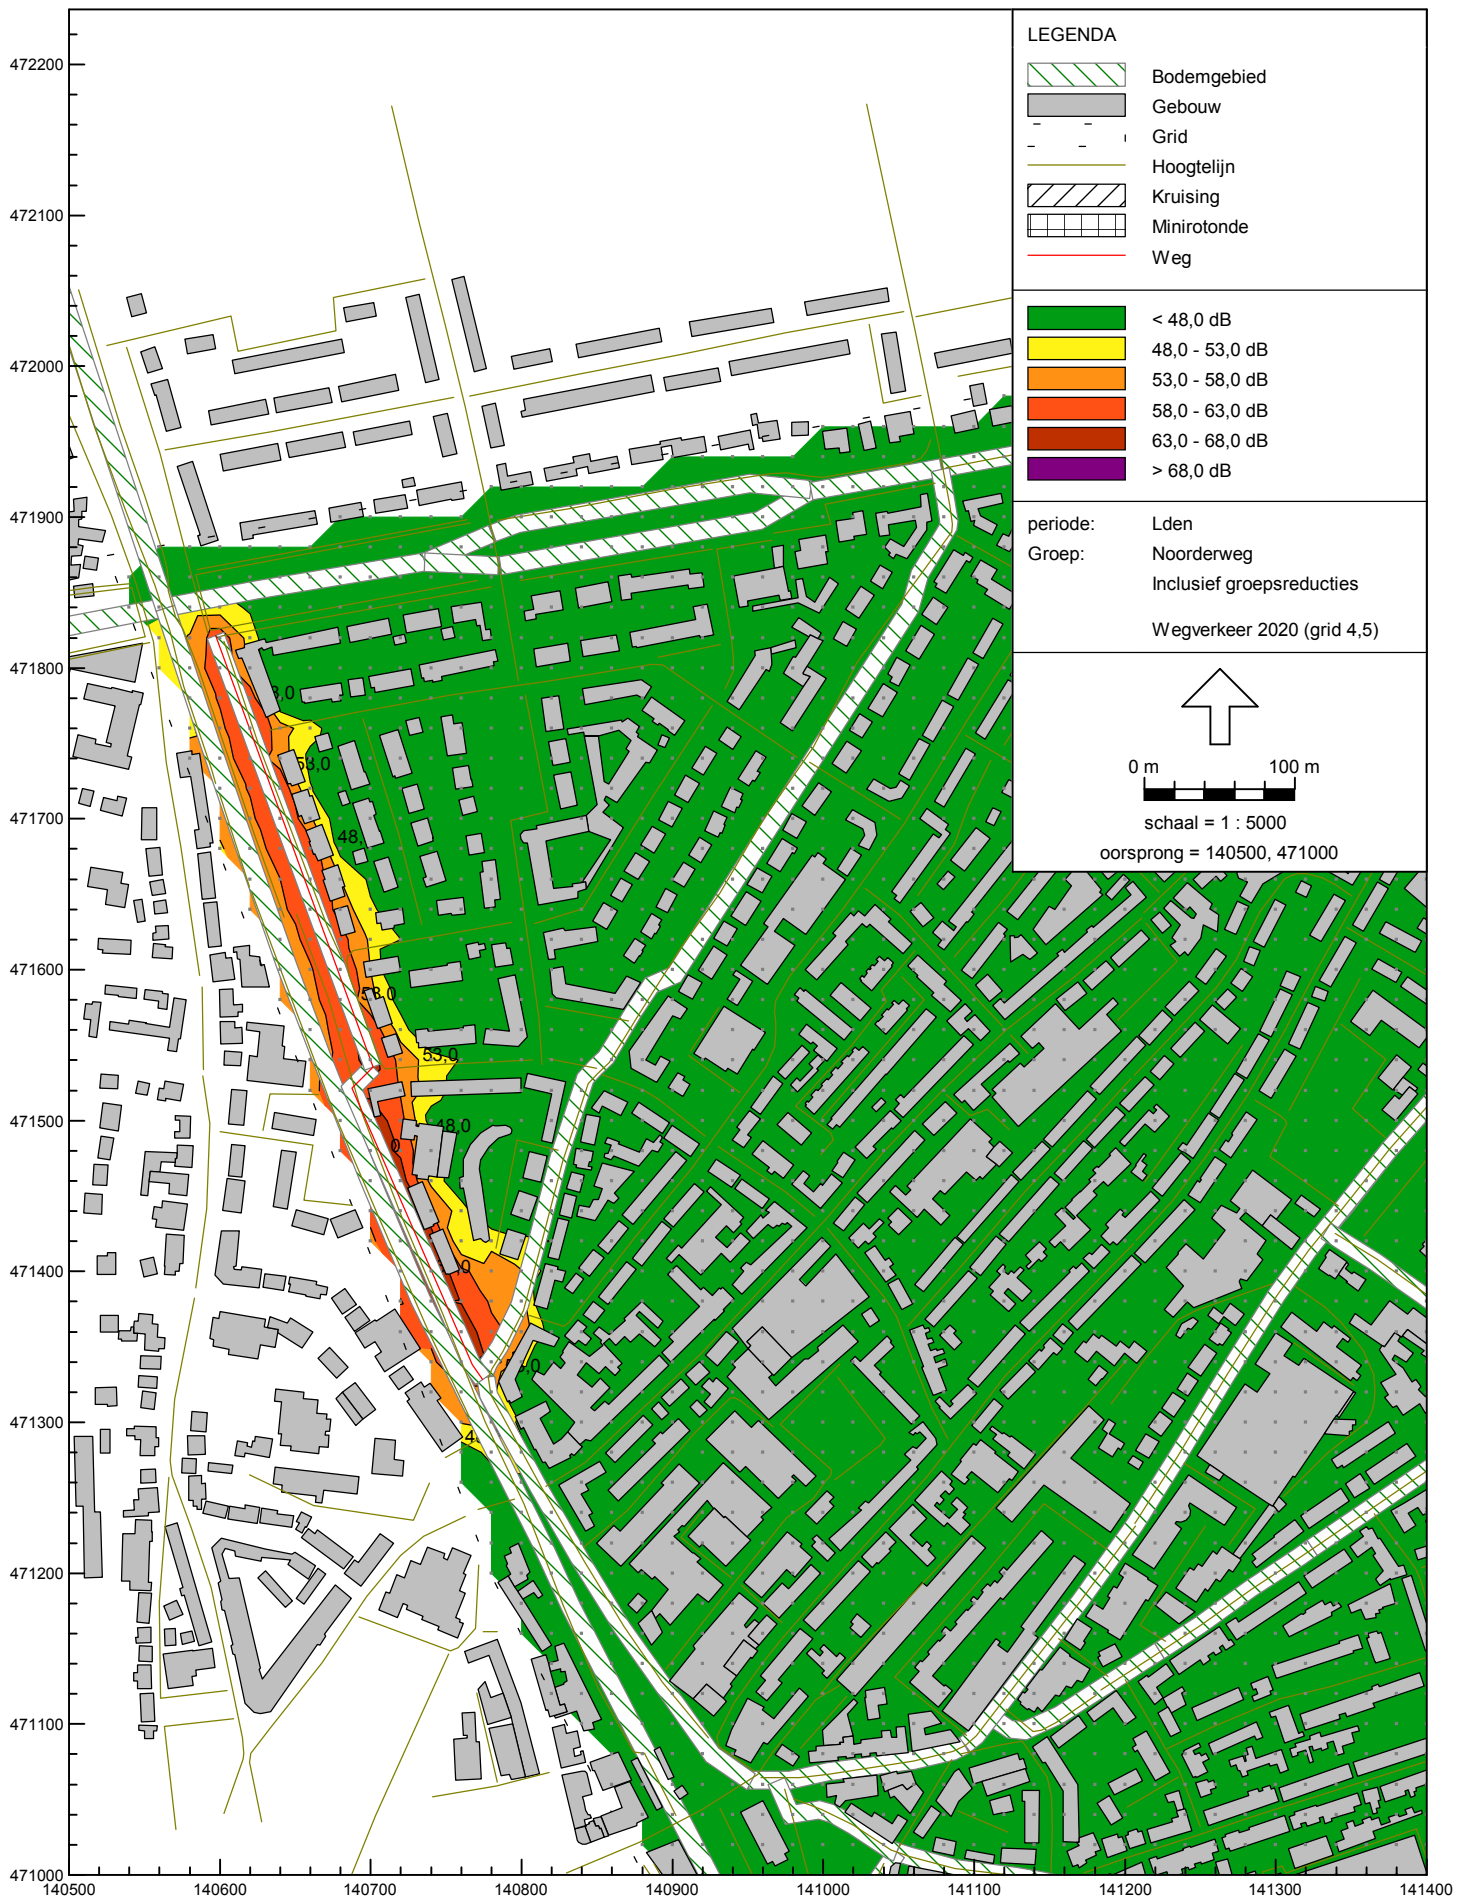 LEGENDA
Bodemgebied
Gebouw
Grid
Hoogtelijn
Kruising
Minirotonde
Weg
< 48,0 dB
48,0 - 53,0 dB
53,0 - 58,0 dB
58,0 - 63,0 dB
63,0 - 68,0 dB
> 68,0 dB
periode: Lden
Groep: Noorderweg
Inclusief groepsreducties
Wegverkeer 2020 (grid 4,5)
0 m 100 m
schaal = 1 : 5000
oorsprong = 140500, 471000
472200
472100
472000
471900
471800
471700
471600
471500
471400
471300
471200
471100
471000
53,0
48,
58,0
53,0
48,0
140500 140600 140700 140800 140900 141000 141100 141200 141300 141400